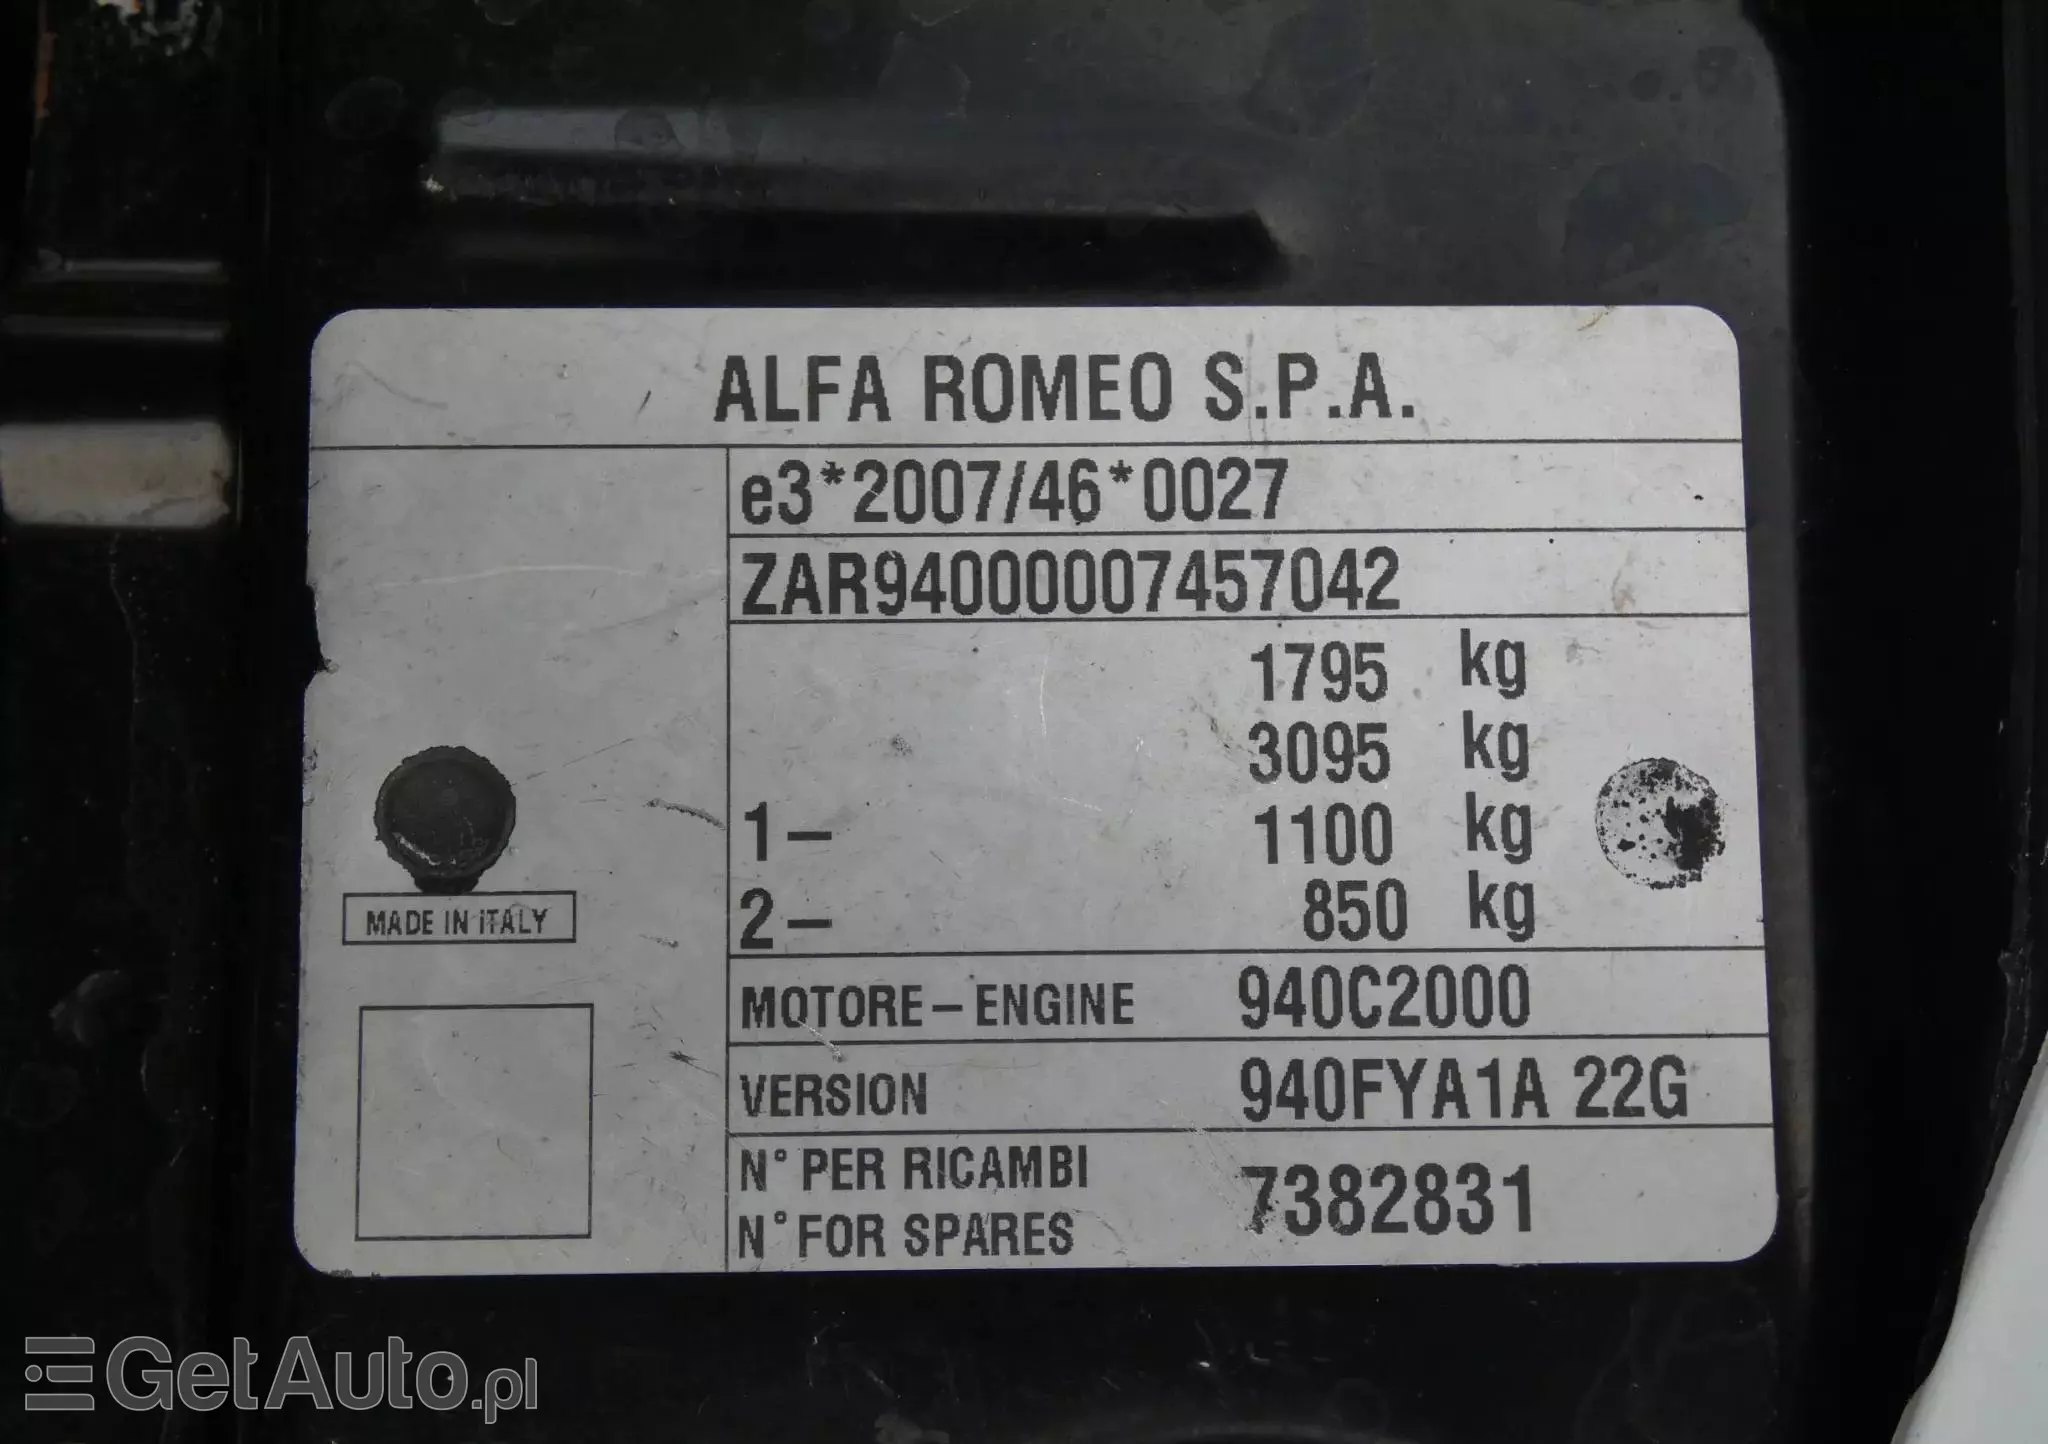 ALFA ROMEO S.P.A.
e3*2007/46*0027
ZAR94000007457042
1795 kg
3095 kg
1- 1100 kg
2- 850 kg
MADE IN ITALY
MOTORE-ENGINE 940C2000
VERSION 940FYA1A 22G
N° PER RICAMBI
N° FOR SPARES 7382831
GetAuto.pl